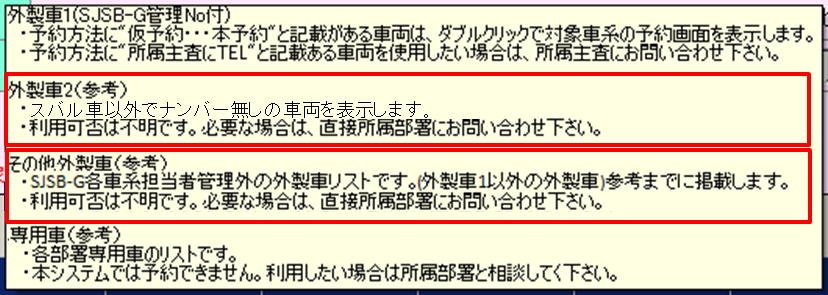 外製車1(SJSB-G管理No付)
・予約方法に"仮予約・・・本予約"と記載がある車両は、ダブルクリックで対象車系の予約画面を表示します。
・予約方法に"所属主査にTEL"と記載ある車両を使用したい場合は、所属主査にお問い合わせ下さい。
外製車2(参考)
・スバル車以外でナンバー無しの車両を表示します。
・利用可否は不明です。必要な場合は、直接所属部署にお問い合わせ下さい。
その他外製車(参考)
・SJSB-G各車系担当者管理外の外製車リストです。(外製車1以外の外製車)参考までに掲載します。
・利用可否は不明です。必要な場合は、直接所属部署にお問い合わせ下さい。
専用車(参考)
・各部署専用車のリストです。
・本システムでは予約できません。利用したい場合は所属部署と相談してく下さい。